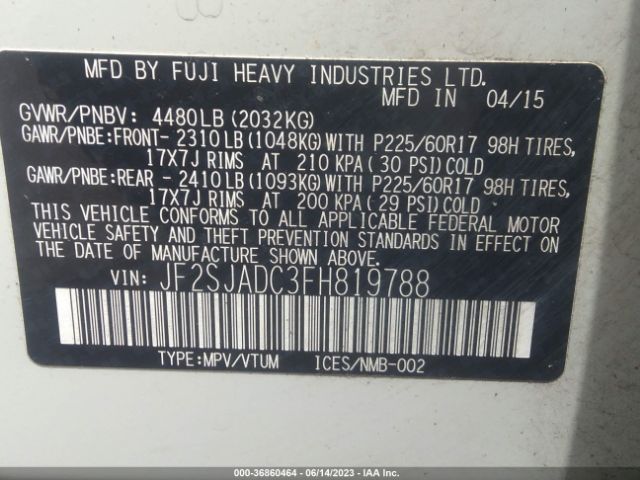 MFD BY FUJI HEAVY INDUSTRIES LTD.
MFD IN 04/15
GVWR/PNBV: 4480LB (2032KG)
GAWR/PNBE:FRONT- 2310LB (1048KG) WITH P225/60R17 98H TIRES,
17X7J RIMS AT 210 KPA ( 30 PSI) COLD
GAWR/PNBE:REAR - 2410LB (1093KG) WITH P225/60R17 98H TIRES,
17X7J RIMS AT 200 KPA ( 29 PSI) COLD
THIS VEHICLE CONFORMS TO ALL APPLICABLE FEDERAL MOTOR
VEHICLE SAFETY AND THEFT PREVENTION STANDARDS IN EFFECT ON
THE DATE OF MANUFACTURE SHOWN ABOVE.
VIN: JF2SJADC3FH819788
TYPE:MPV/VTUM ICES/NMB-002
000-36860464 - 06/14/2023 - IAA Inc.